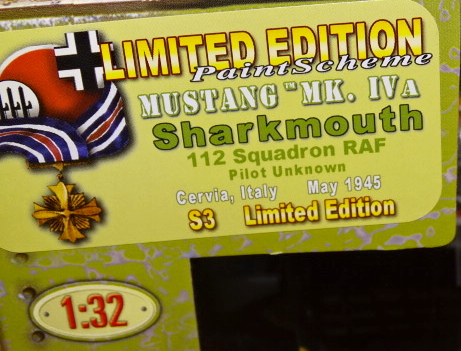 LIMITED EDITION
PaintScheme
MUSTANG™ MK. IVA
Sharkmouth
112 Squadron RAF
Pilot Unknown
Cervia, Italy May 1945
S3 Limited Edition
1:32